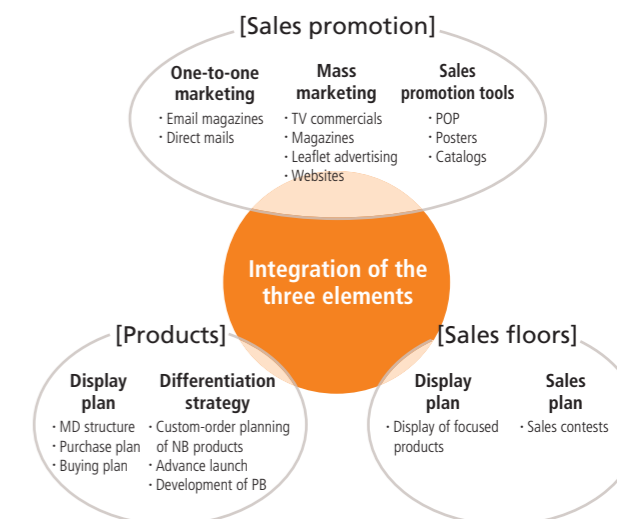 [Sales promotion]
One-to-one
marketing
・Email magazines
・Direct mails
Mass
marketing
・TV commercials
・Magazines
・Leaflet advertising
・Websites
Sales
promotion tools
・POP
・Posters
・Catalogs
Integration of the
three elements
[Products]
Display
plan
・MD structure
・Purchase plan
・Buying plan
Differentiation
strategy
・Custom-order planning
of NB products
・Advance launch
・Development of PB
[Sales floors]
Display
plan
・Display of focused
products
Sales
plan
・Sales contests